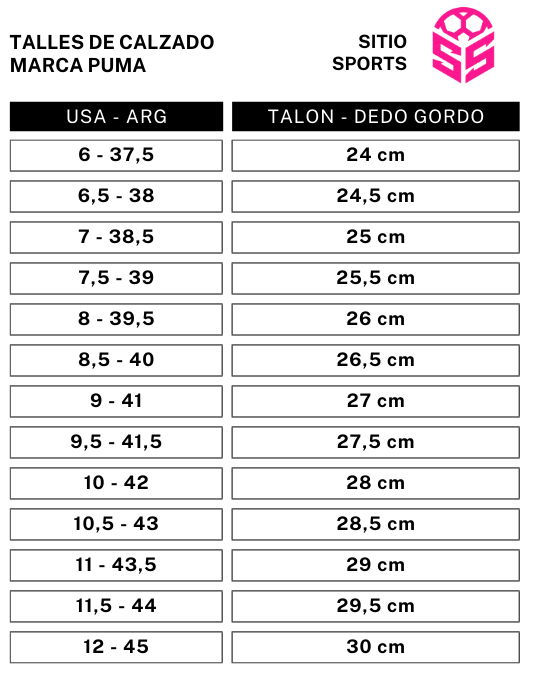 TALLES DE CALZADO
MARCA PUMA
SITIO
SPORTS
SS
USA - ARG
TALON - DEDO GORDO
6 - 37,5
24 cm
6,5 - 38
24,5 cm
7 - 38,5
25 cm
7,5 - 39
25,5 cm
8 - 39,5
26 cm
8,5 - 40
26,5 cm
9 - 41
27 cm
9,5 - 41,5
27,5 cm
10 - 42
28 cm
10,5 - 43
28,5 cm
11 - 43,5
29 cm
11,5 - 44
29,5 cm
12 - 45
30 cm